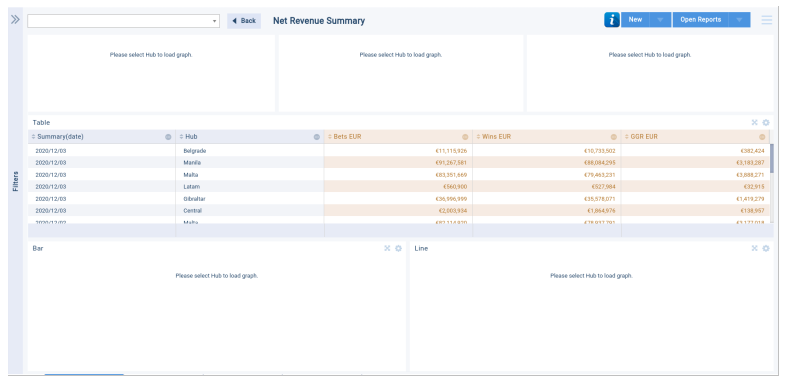 Back
Net Revenue Summary
i
New
Open Reports
Please select Hub to load graph.
Please select Hub to load graph.
Please select Hub to load graph.
Table
Summary(date) Hub Bets EUR Wins EUR GGR EUR
2020/12/03 Belgrade €11,115,926 €10,733,502 €382,424
2020/12/03 Manila €91,267,581 €88,084,295 €3,183,287
2020/12/03 Malta €83,351,669 €79,463,231 €3,888,271
2020/12/03 Latam €560,900 €527,984 €32,915
2020/12/03 Gibraltar €36,996,999 €35,578,071 €1,419,279
2020/12/03 Central €2,003,934 €1,864,976 €138,957
Malta
Filters
Bar
Line
Please select Hub to load graph.
Please select Hub to load graph.